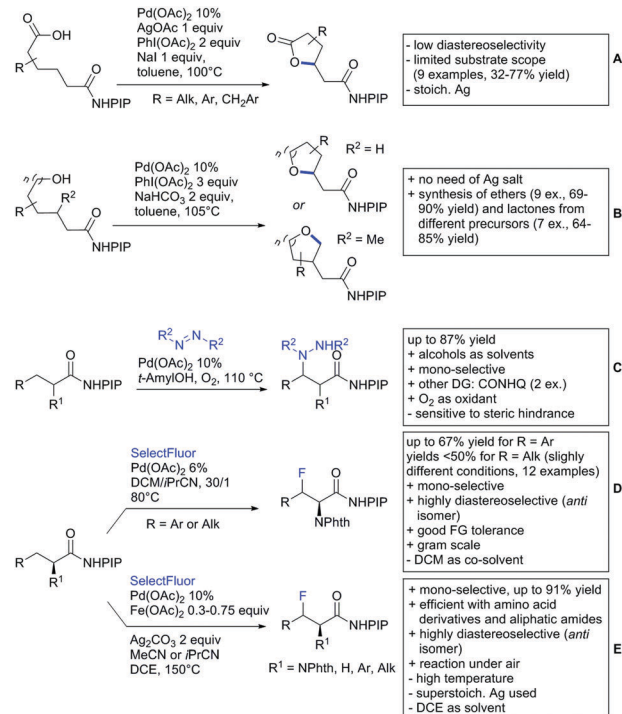 O
OH
R
O
NHPIP
Pd(OAc)2 10%
AgOAc 1 equiv
PhI(OAc)2 2 equiv
NaI 1 equiv,
toluene, 100°C
R = Alk, Ar, CH2Ar
R
O
O
O
NHPIP
- low diastereoselectivity
- limited substrate scope
(9 examples, 32-77% yield)
- stoich. Ag
A
n( OH
R2
R
O
NHPIP
Pd(OAc)2 10%
PhI(OAc)2 3 equiv
NaHCO3 2 equiv,
toluene, 105°C
R
R2 = H
n( O
O
NHPIP
or
R2 = Me
n( O
R
O
NHPIP
+ no need of Ag salt
+ synthesis of ethers (9 ex., 69-
90% yield) and lactones from
different precursors (7 ex., 64-
85% yield)
B
O
R
NHPIP
R1
R2
N=N
R2
Pd(OAc)2 10%
t-AmylOH, O2, 110 °C
R2 NHR2
N
O
R
NHPIP
R1
up to 87% yield
+ alcohols as solvents
+ mono-selective
+ other DG: CONHQ (2 ex.)
+ O2 as oxidant
- sensitive to steric hindrance
C
SelectFluor
Pd(OAc)2 6%
DCM//iPrCN, 30/1
80°C
R = Ar or Alk
F O
R
NHPIP
NPhth
up to 67% yield for R = Ar
yields <50% for R = Alk (slightly
different conditions, 12 examples)
+ mono-selective
+ highly diastereoselective (anti
isomer)
+ good FG tolerance
+ gram scale
- DCM as co-solvent
D
O
R
NHPIP
R1
SelectFluor
Pd(OAc)2 10%
Fe(OAc)2 0.3-0.75 equiv
Ag2CO3 2 equiv
MeCN or iPrCN
DCE, 150°C
F O
R
NHPIP
R1
R1 = NPhth, H, Ar, Alk
+ mono-selective, up to 91% yield
+ efficient with amino acid
derivatives and aliphatic amides
+ highly diastereoselective (anti
isomer)
+ reaction under air
- high temperature
- superstoich. Ag used
- DCE as solvent
E